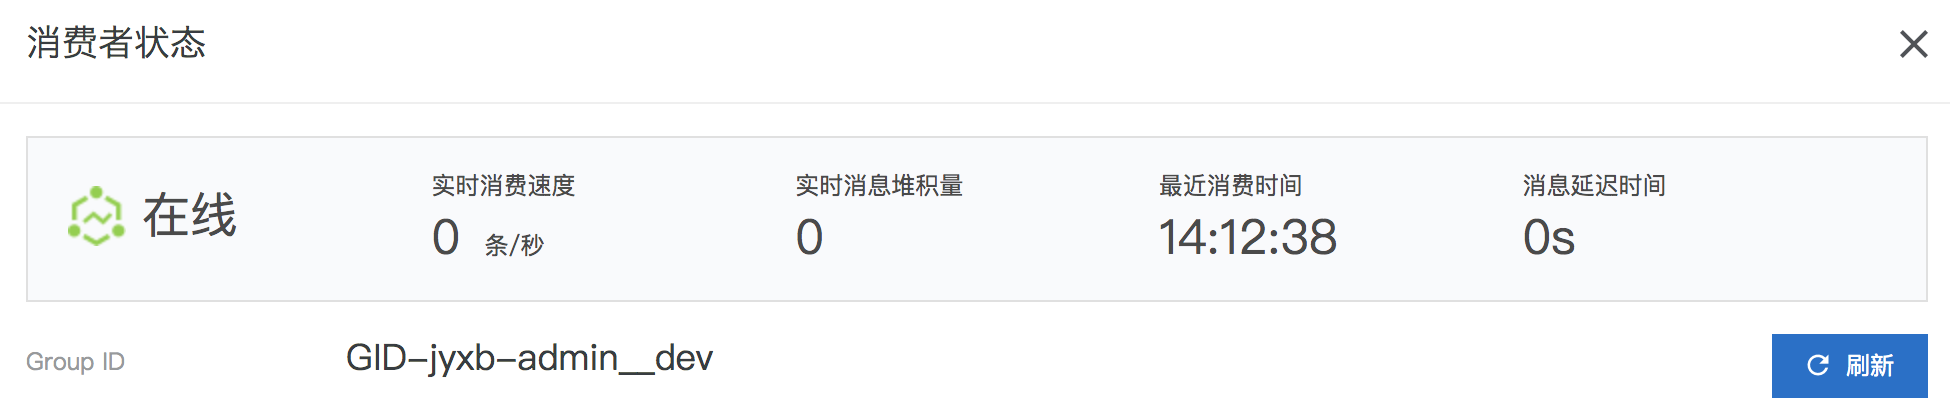 消费者状态
在线
实时消费速度
0 条/秒
实时消息堆积量
0
最近消费时间
14:12:38
消息延迟时间
0s
Group ID
GID-jyxb-admin__dev
刷新